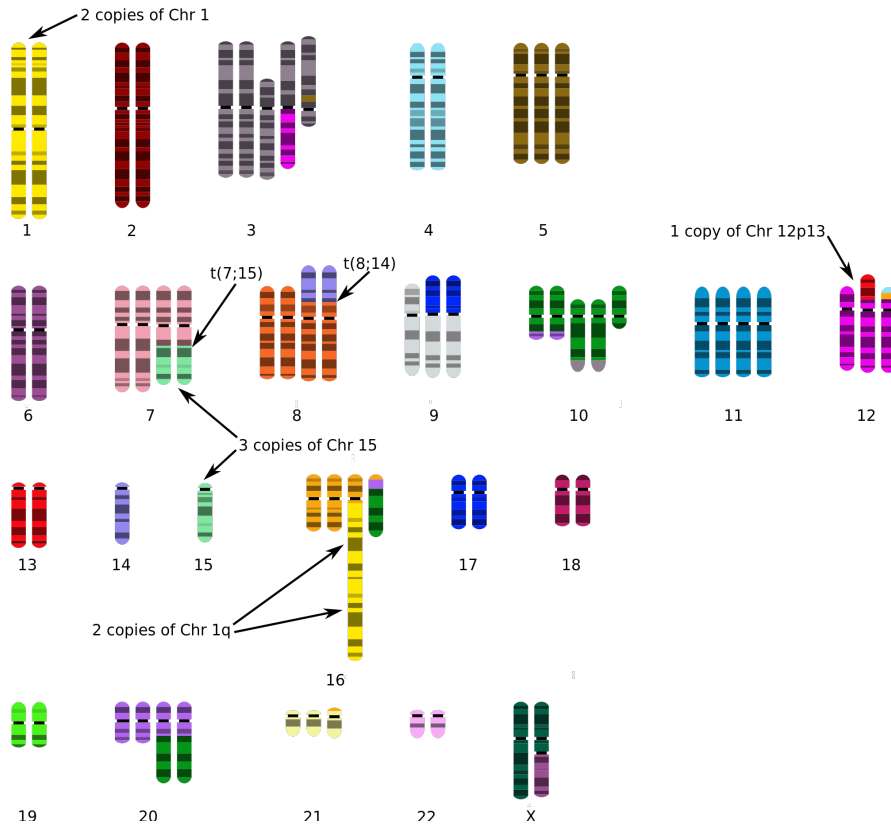 2 copies of Chr 1
1 2 3 4 5
1 copy of Chr 12p13
t(7;15) t(8;14)
6 7 8 9 10 11 12
3 copies of Chr 15
13 14 15 17 18
2 copies of Chr 1q
16
19 20 21 22 X